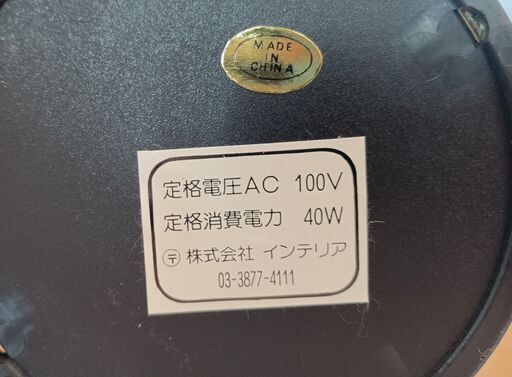 MADE
IN
CHINA
定格電圧AC 100V
定格消費電力 40W
〶 株式会社 インテリア
03-3877-4111